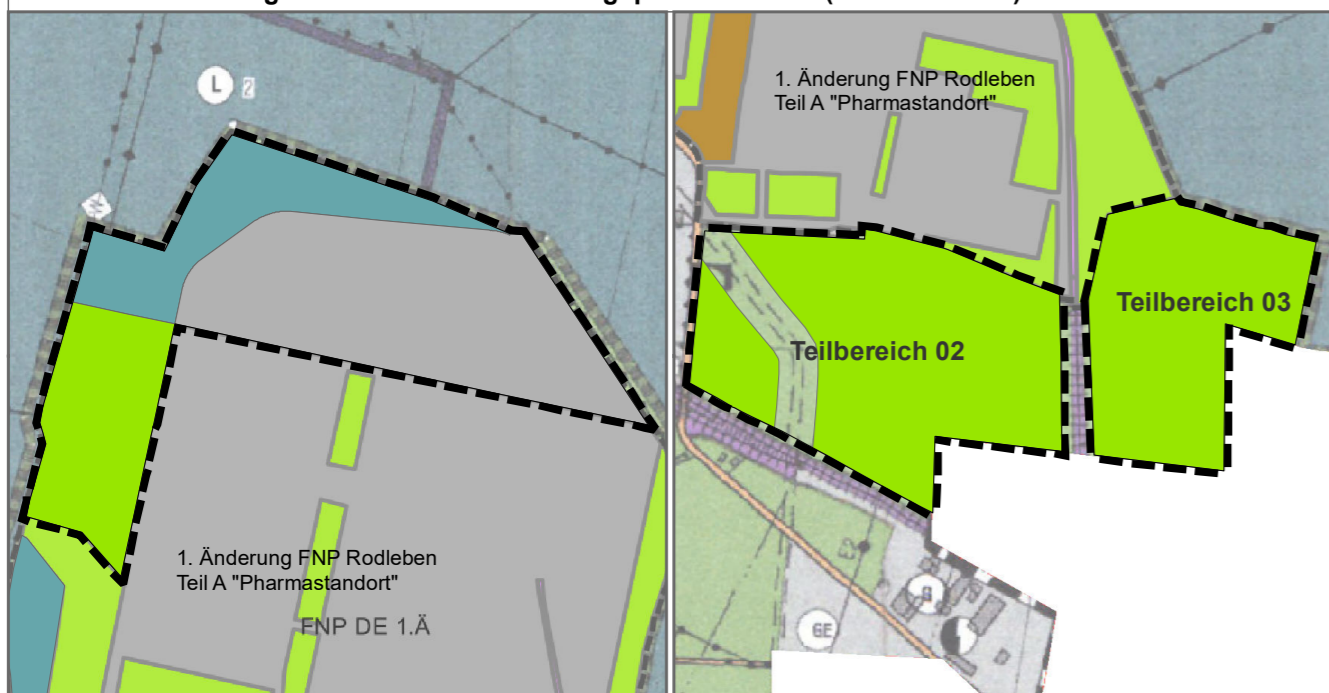 L 2
1. Änderung FNP Rodleben
Teil A "Pharmastandort"
FNP DE 1.Ä
1. Änderung FNP Rodleben
Teil A "Pharmastandort"
Teilbereich 03
Teilbereich 02
GE